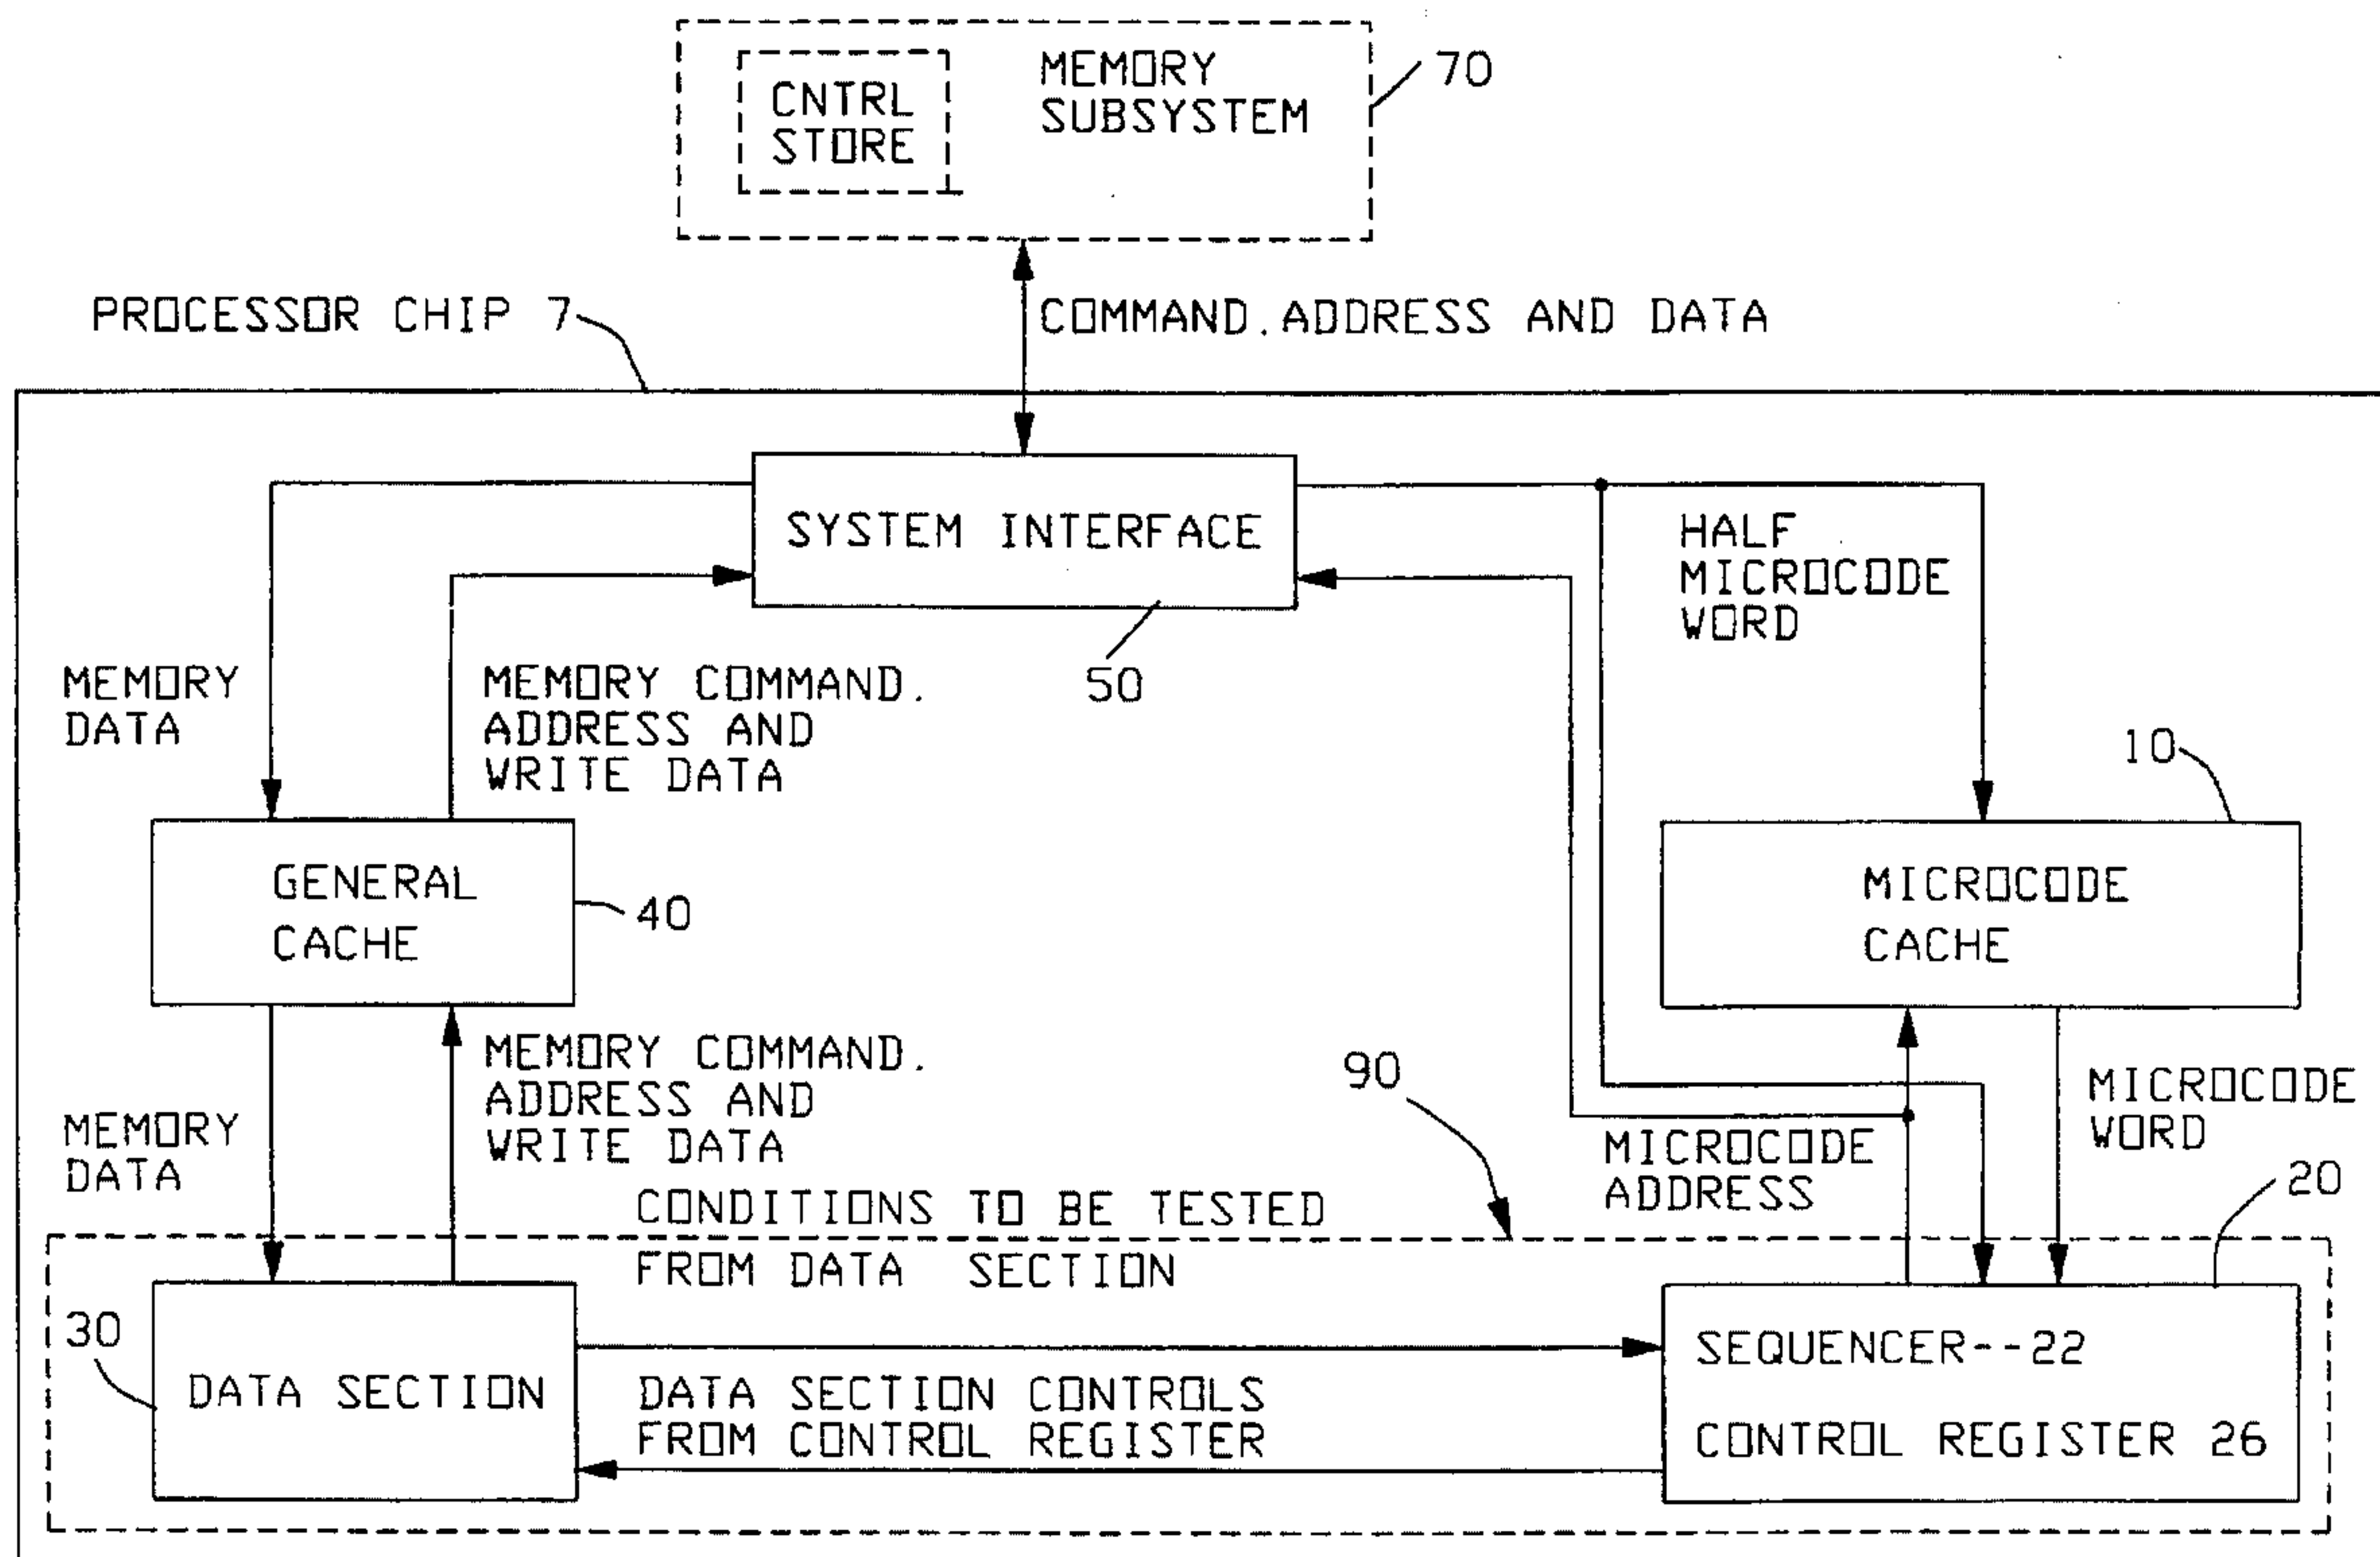 CNTRL
STORE
MEMORY
SUBSYSTEM
70
PROCESSOR CHIP 7
COMMAND.ADDRESS AND DATA
SYSTEM INTERFACE
50
HALF
MICROCODE
WORD
MEMORY
DATA
MEMORY COMMAND.
ADDRESS AND
WRITE DATA
10
GENERAL
CACHE
40
MICROCODE
CACHE
MEMORY
DATA
MEMORY COMMAND.
ADDRESS AND
WRITE DATA
90
MICROCODE
ADDRESS
MICROCODE
WORD
20
CONDITIONS TO BE TESTED
FROM DATA SECTION
30
DATA SECTION
DATA SECTION CONTROLS
FROM CONTROL REGISTER
SEQUENCER--22
CONTROL REGISTER 26